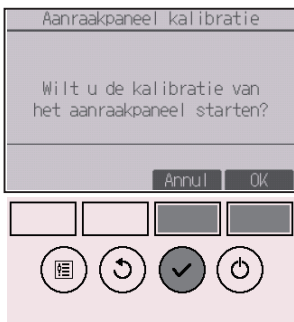 Aanraakpaneel kalibratie
Wilt u de kalibratie van
het aanraakpaneel starten?
Annul OK